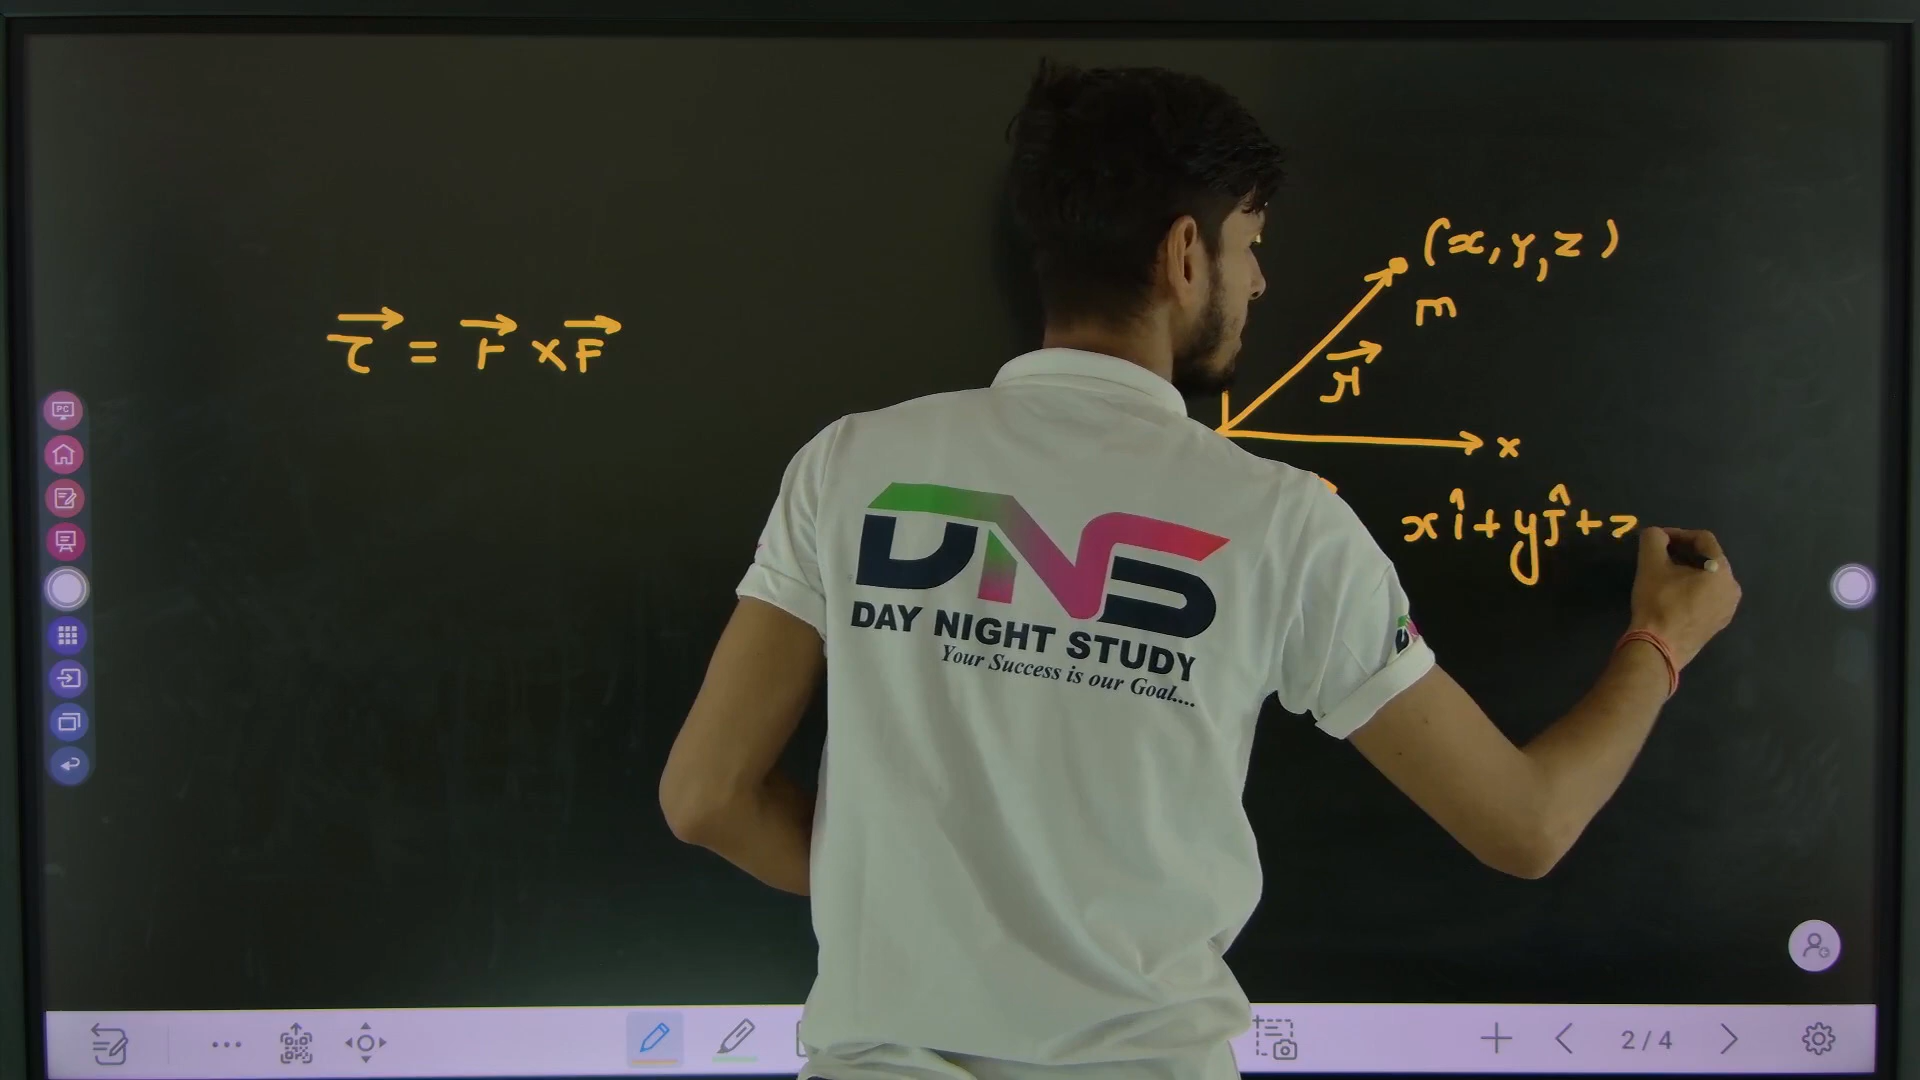 τ⃗ = r⃗ × F⃗
(x, y, z)
m
r⃗
x
xî + yĵ + z
DNS
DAY NIGHT STUDY
Your Success is our Goal....
PC
2 / 4